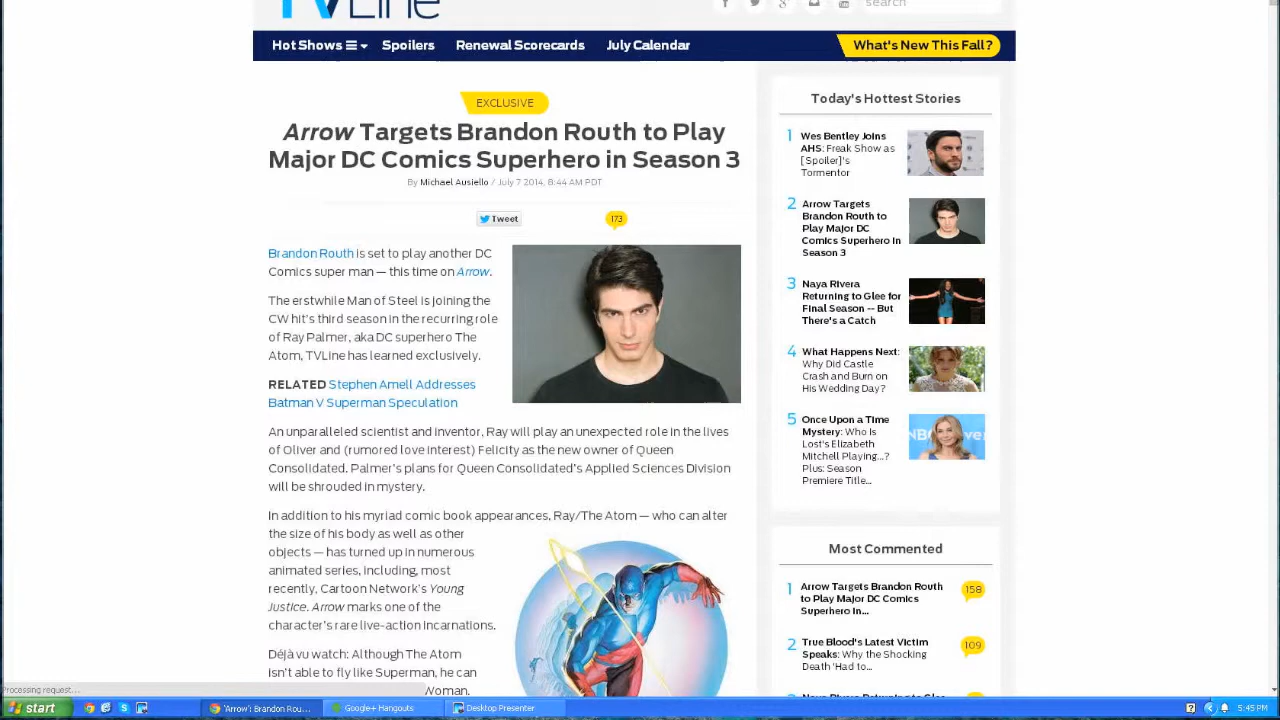 TVLine
search
Hot Shows
Spoilers
Renewal Scorecards
July Calendar
What's New This Fall?
EXCLUSIVE
Arrow Targets Brandon Routh to Play
Major DC Comics Superhero in Season 3
By Michael Ausiello / July 7 2014, 8:44 AM PDT
Tweet
173
Brandon Routh is set to play another DC
Comics super man — this time on Arrow.
The erstwhile Man of Steel is joining the
CW hit's third season in the recurring role
of Ray Palmer, aka DC superhero The
Atom, TVLine has learned exclusively.
RELATED Stephen Amell Addresses
Batman V Superman Speculation
An unparalleled scientist and inventor, Ray will play an unexpected role in the lives
of Oliver and (rumored love interest) Felicity as the new owner of Queen
Consolidated. Palmer's plans for Queen Consolidated's Applied Sciences Division
will be shrouded in mystery.
In addition to his myriad comic book appearances, Ray/The Atom — who can alter
the size of his body as well as other
objects — has turned up in numerous
animated series, including, most
recently, Cartoon Network's Young
Justice. Arrow marks one of the
character's rare live-action incarnations.
Déjà vu watch: Although The Atom
isn't able to fly like Superman, he can
Woman.
Today's Hottest Stories
1 Wes Bentley Joins
AHS: Freak Show as
[Spoiler]'s
Tormentor
2 Arrow Targets
Brandon Routh to
Play Major DC
Comics Superhero in
Season 3
3 Naya Rivera
Returning to Glee for
Final Season -- But
There's a Catch
4 What Happens Next:
Why Did Castle
Crash and Burn on
His Wedding Day?
5 Once Upon a Time
Mystery: Who Is
Lost's Elizabeth
Mitchell Playing...?
Plus: Season
Premiere Title...
Most Commented
1 Arrow Targets Brandon Routh
to Play Major DC Comics
Superhero in...
158
2 True Blood's Latest Victim
Speaks: Why the Shocking
Death 'Had to...
109
Naya Rivera Returning to Glee
Processing request...
start
'Arrow': Brandon Rou...
Google+ Hangouts
Desktop Presenter
5:45 PM